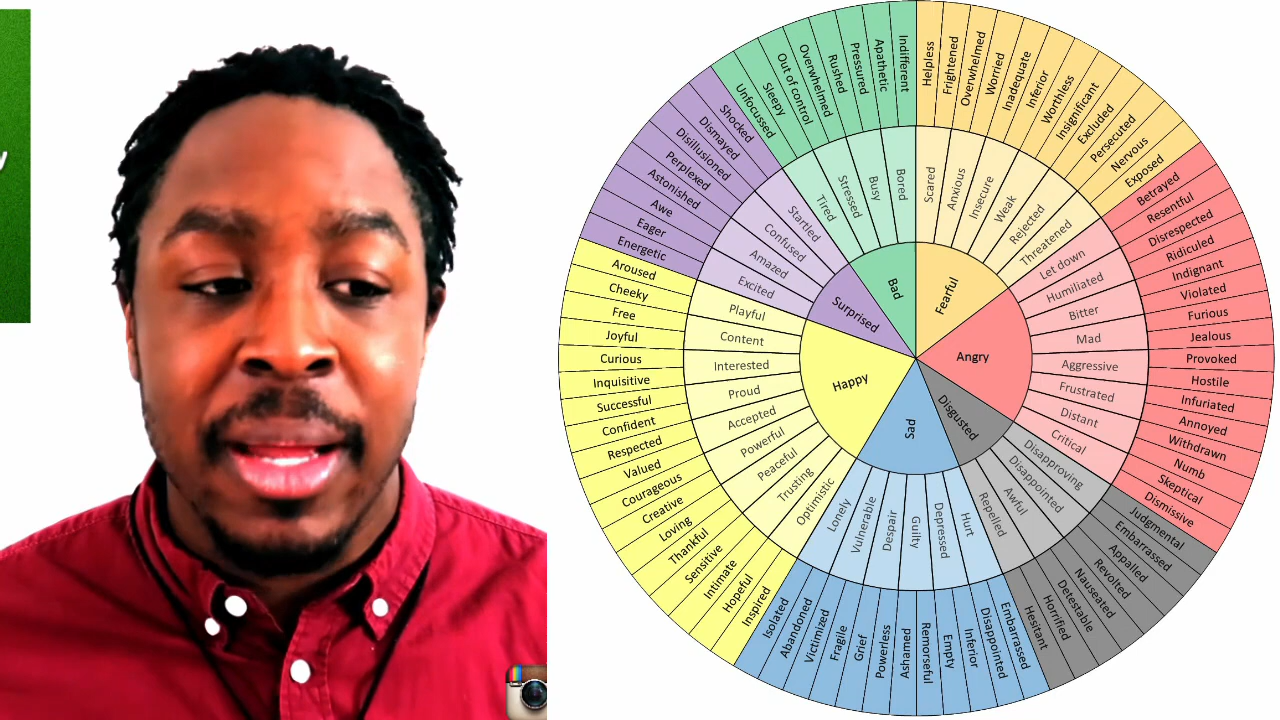 y
Helpless
Frightened
Overwhelmed
Worried
Inadequate
Inferior
Worthless
Insignificant
Excluded
Persecuted
Nervous
Exposed
Betrayed
Resentful
Disrespected
Ridiculed
Indignant
Violated
Furious
Jealous
Provoked
Hostile
Infuriated
Annoyed
Withdrawn
Numb
Skeptical
Dismissive
Judgmental
Embarrassed
Appalled
Revolted
Nauseated
Detestable
Horrified
Hesitant
Embarrassed
Disappointed
Inferior
Empty
Remorseful
Ashamed
Powerless
Grief
Fragile
Victimized
Abandoned
Isolated
Inspired
Hopeful
Intimate
Sensitive
Thankful
Loving
Creative
Courageous
Valued
Respected
Confident
Successful
Inquisitive
Curious
Joyful
Free
Cheeky
Aroused
Energetic
Eager
Awe
Astonished
Perplexed
Disillusioned
Dismayed
Shocked
Unfocussed
Sleepy
Out of control
Overwhelmed
Rushed
Pressured
Apathetic
Indifferent
Scared
Anxious
Insecure
Weak
Rejected
Threatened
Let down
Humiliated
Bitter
Mad
Aggressive
Frustrated
Distant
Critical
Disapproving
Disappointed
Awful
Repelled
Hurt
Depressed
Guilty
Despair
Vulnerable
Lonely
Optimistic
Trusting
Peaceful
Powerful
Accepted
Proud
Interested
Content
Playful
Excited
Amazed
Confused
Startled
Tired
Stressed
Busy
Bored
Fearful
Angry
Disgusted
Sad
Happy
Surprised
Bad